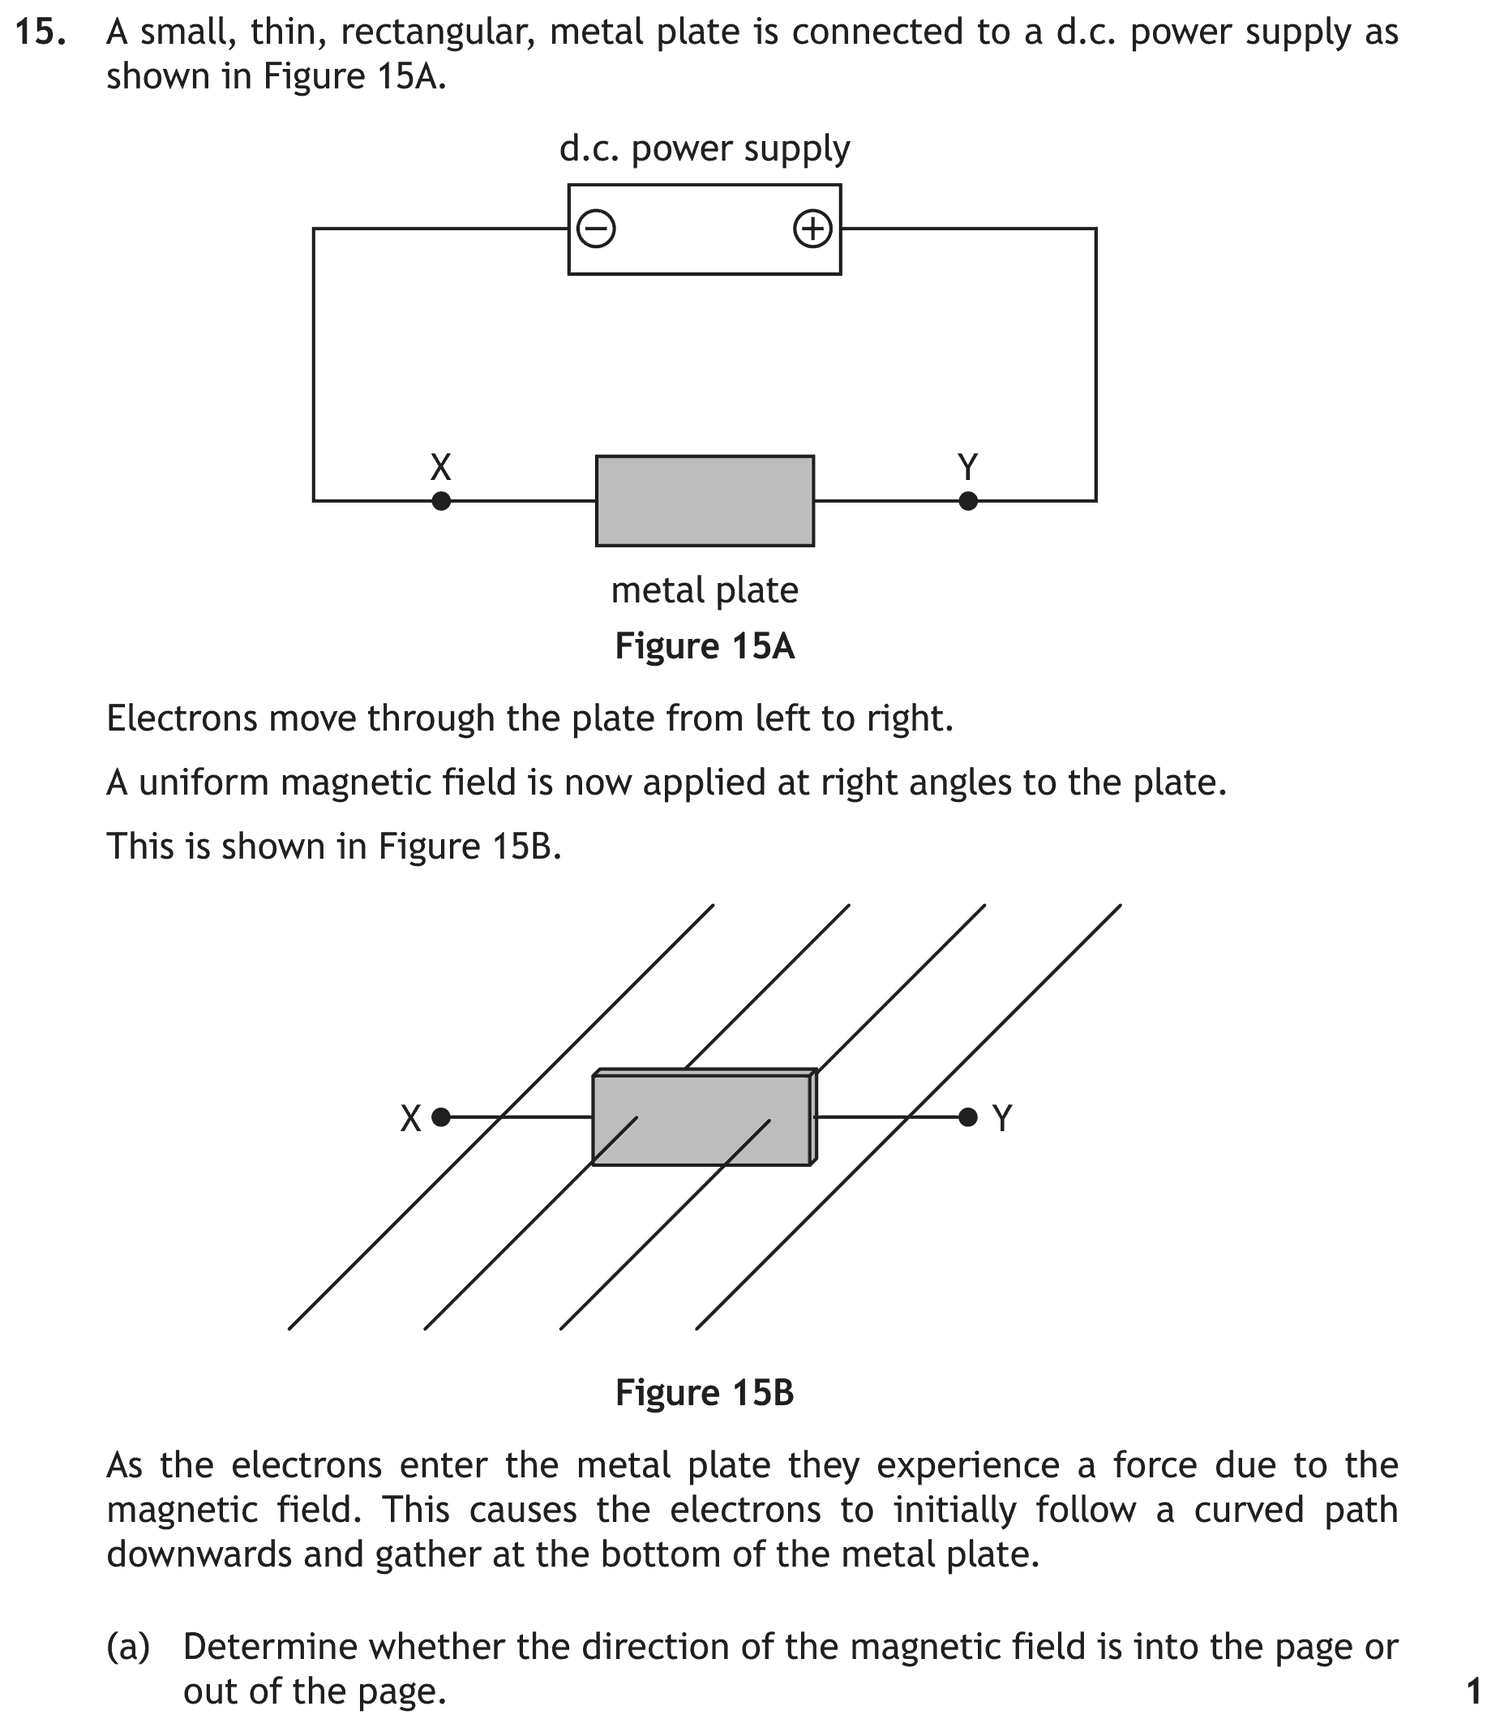 15. A small, thin, rectangular, metal plate is connected to a d.c. power supply as
shown in Figure 15A.
d.c. power supply
− +
X Y
metal plate
Figure 15A
Electrons move through the plate from left to right.
A uniform magnetic field is now applied at right angles to the plate.
This is shown in Figure 15B.
X Y
Figure 15B
As the electrons enter the metal plate they experience a force due to the
magnetic field. This causes the electrons to initially follow a curved path
downwards and gather at the bottom of the metal plate.
(a) Determine whether the direction of the magnetic field is into the page or
out of the page. 1